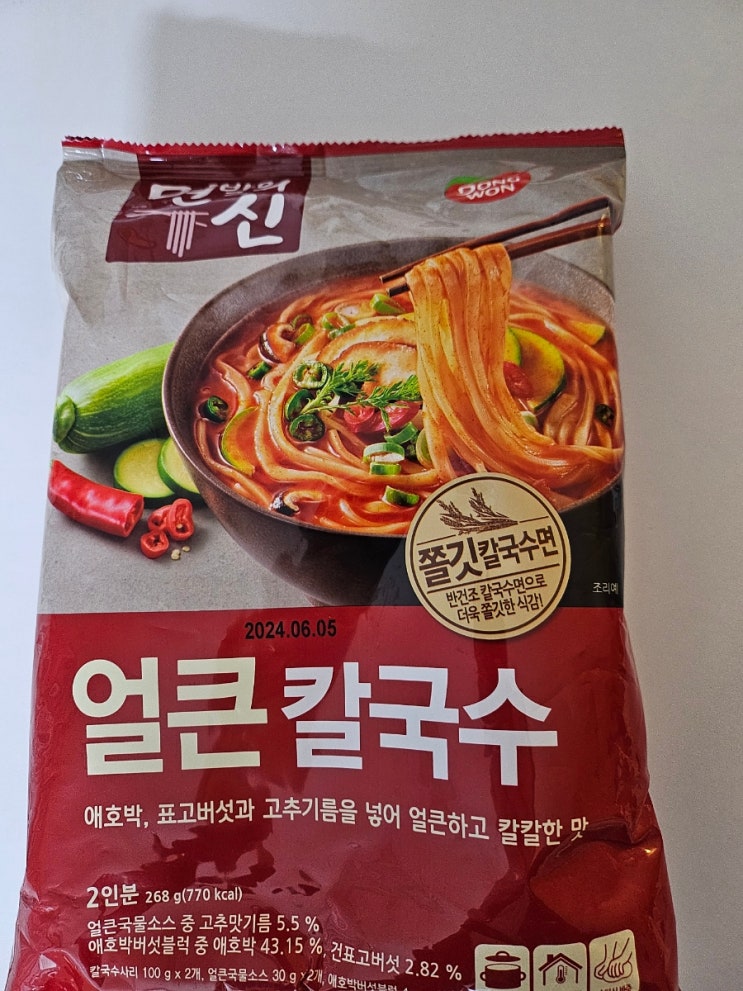 면발의
신
DONG
WON
쫄깃칼국수면
반건조 칼국수면으로
더욱 쫄깃한 식감!
조리예
2024.06.05
얼큰 칼국수
애호박, 표고버섯과 고추기름을 넣어 얼큰하고 칼칼한 맛
2인분 268 g(770 kcal)
얼큰국물소스 중 고추맛기름 5.5 %
애호박버섯블럭 중 애호박 43.15 %, 건표고버섯 2.82 %
칼국수사리 100 g x 2개, 얼큰국물소스 30 g x 2개, 애호박버섯블럭